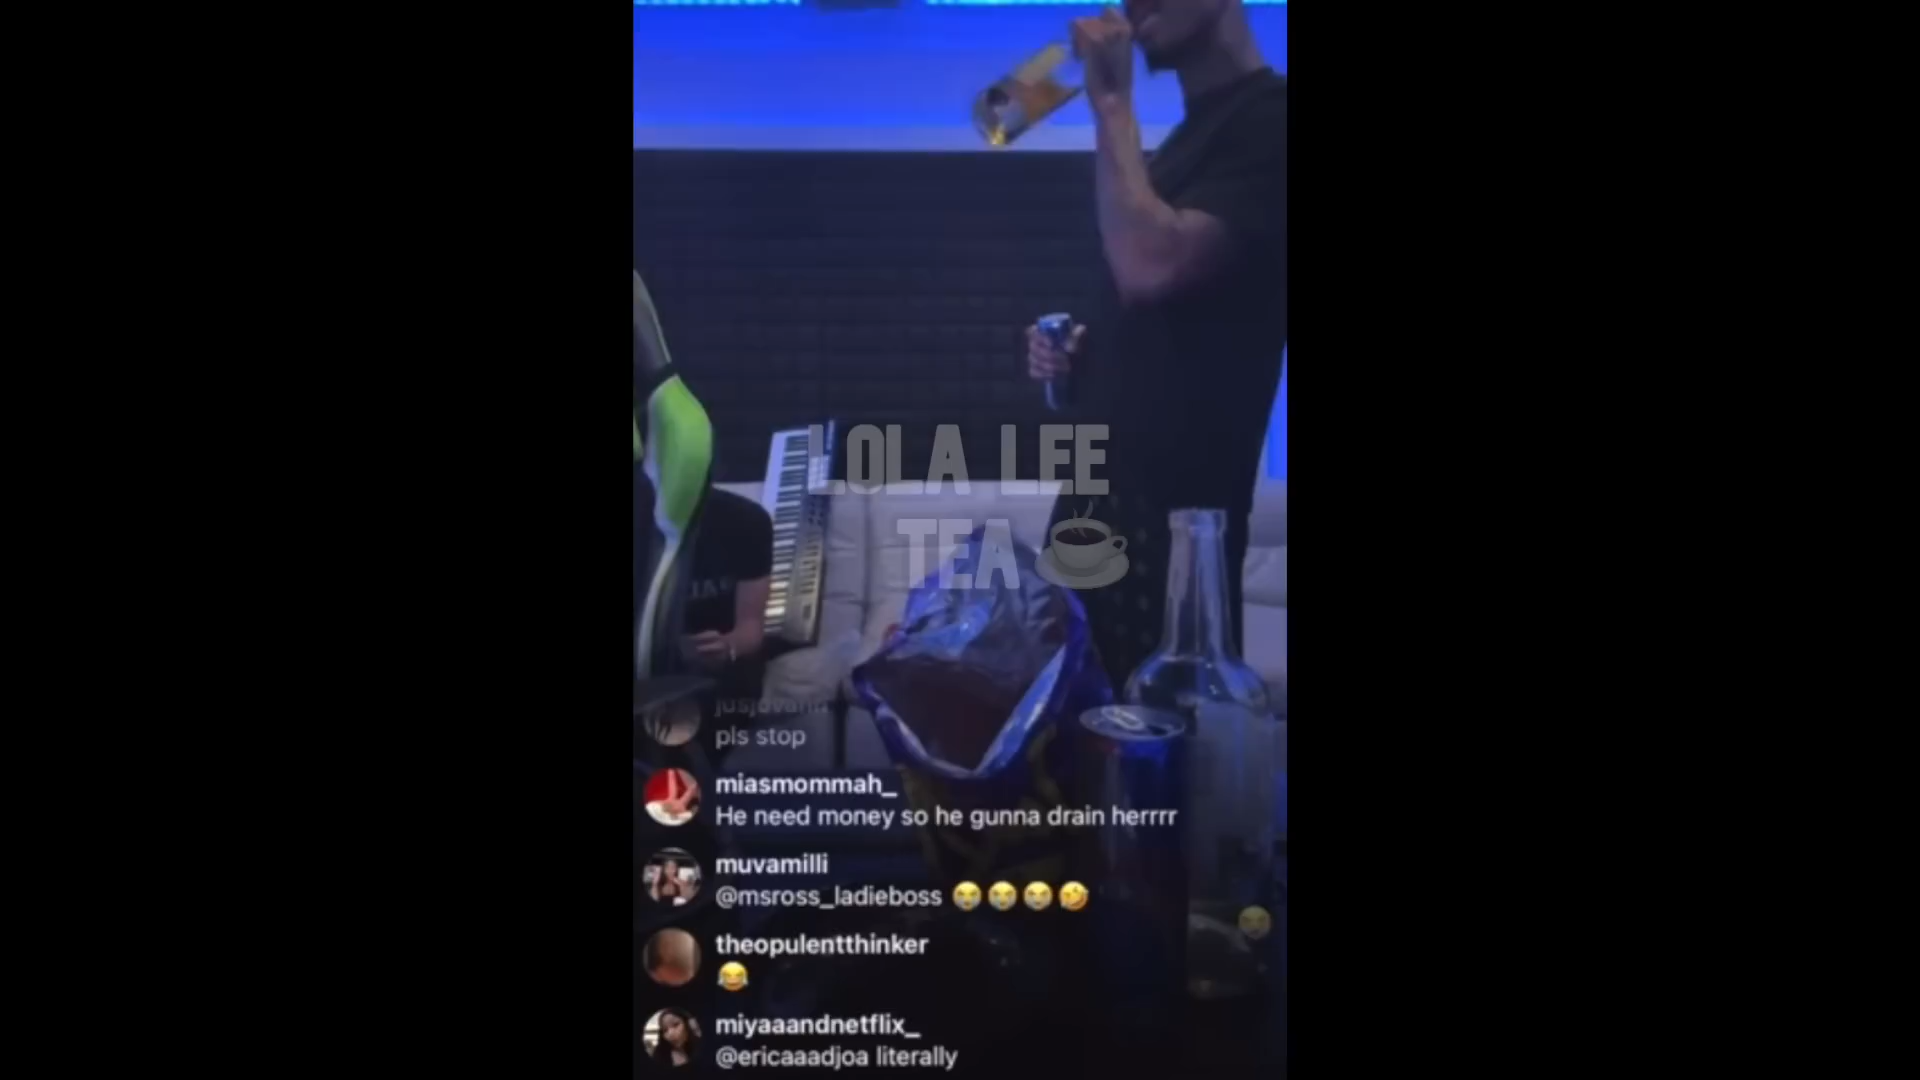 LOLA LEE
TEA
jusjovann
pls stop
miasmommah_
He need money so he gunna drain herrrr
muvamilli
@msross_ladieboss 😭😭😭🤣
theopulentthinker
😂
miyaaandnetflix_
@ericaaadjoa literally